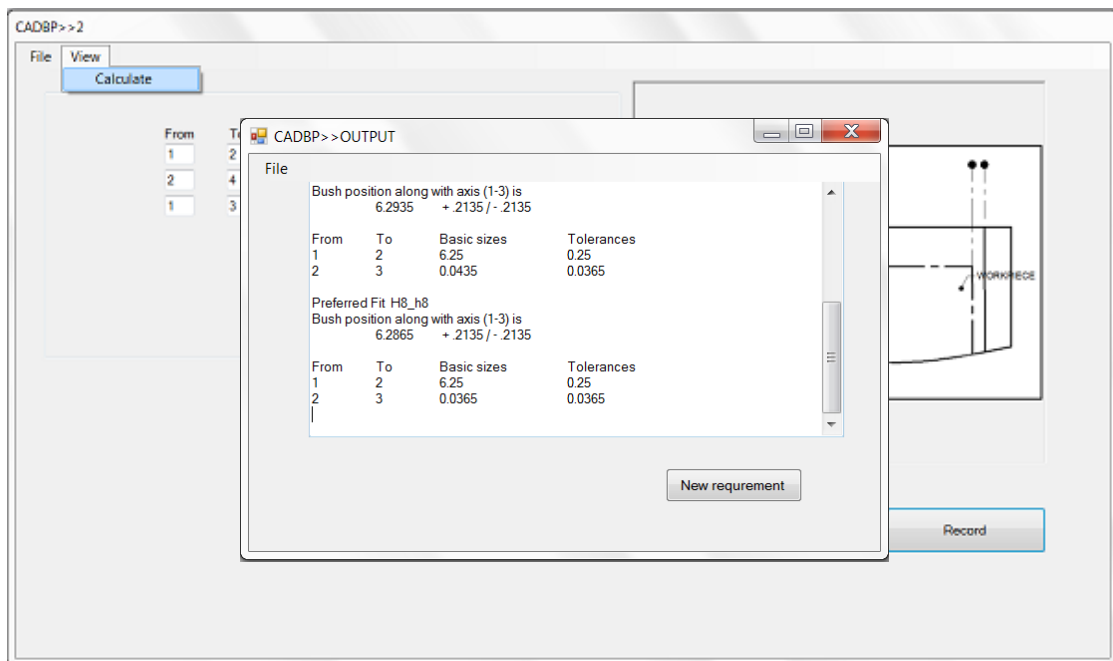 CADBP>>2
File View
Calculate
From
1 2
2 4
1 3
CADBP>>OUTPUT
File
Bush position along with axis (1-3) is
6.2935 + .2135 / - .2135
From To Basic sizes Tolerances
1 2 6.25 0.25
2 3 0.0435 0.0365
Preferred Fit H8_h8
Bush position along with axis (1-3) is
6.2865 + .2135 / - .2135
From To Basic sizes Tolerances
1 2 6.25 0.25
2 3 0.0365 0.0365
New requrement
WORKPIECE
Record